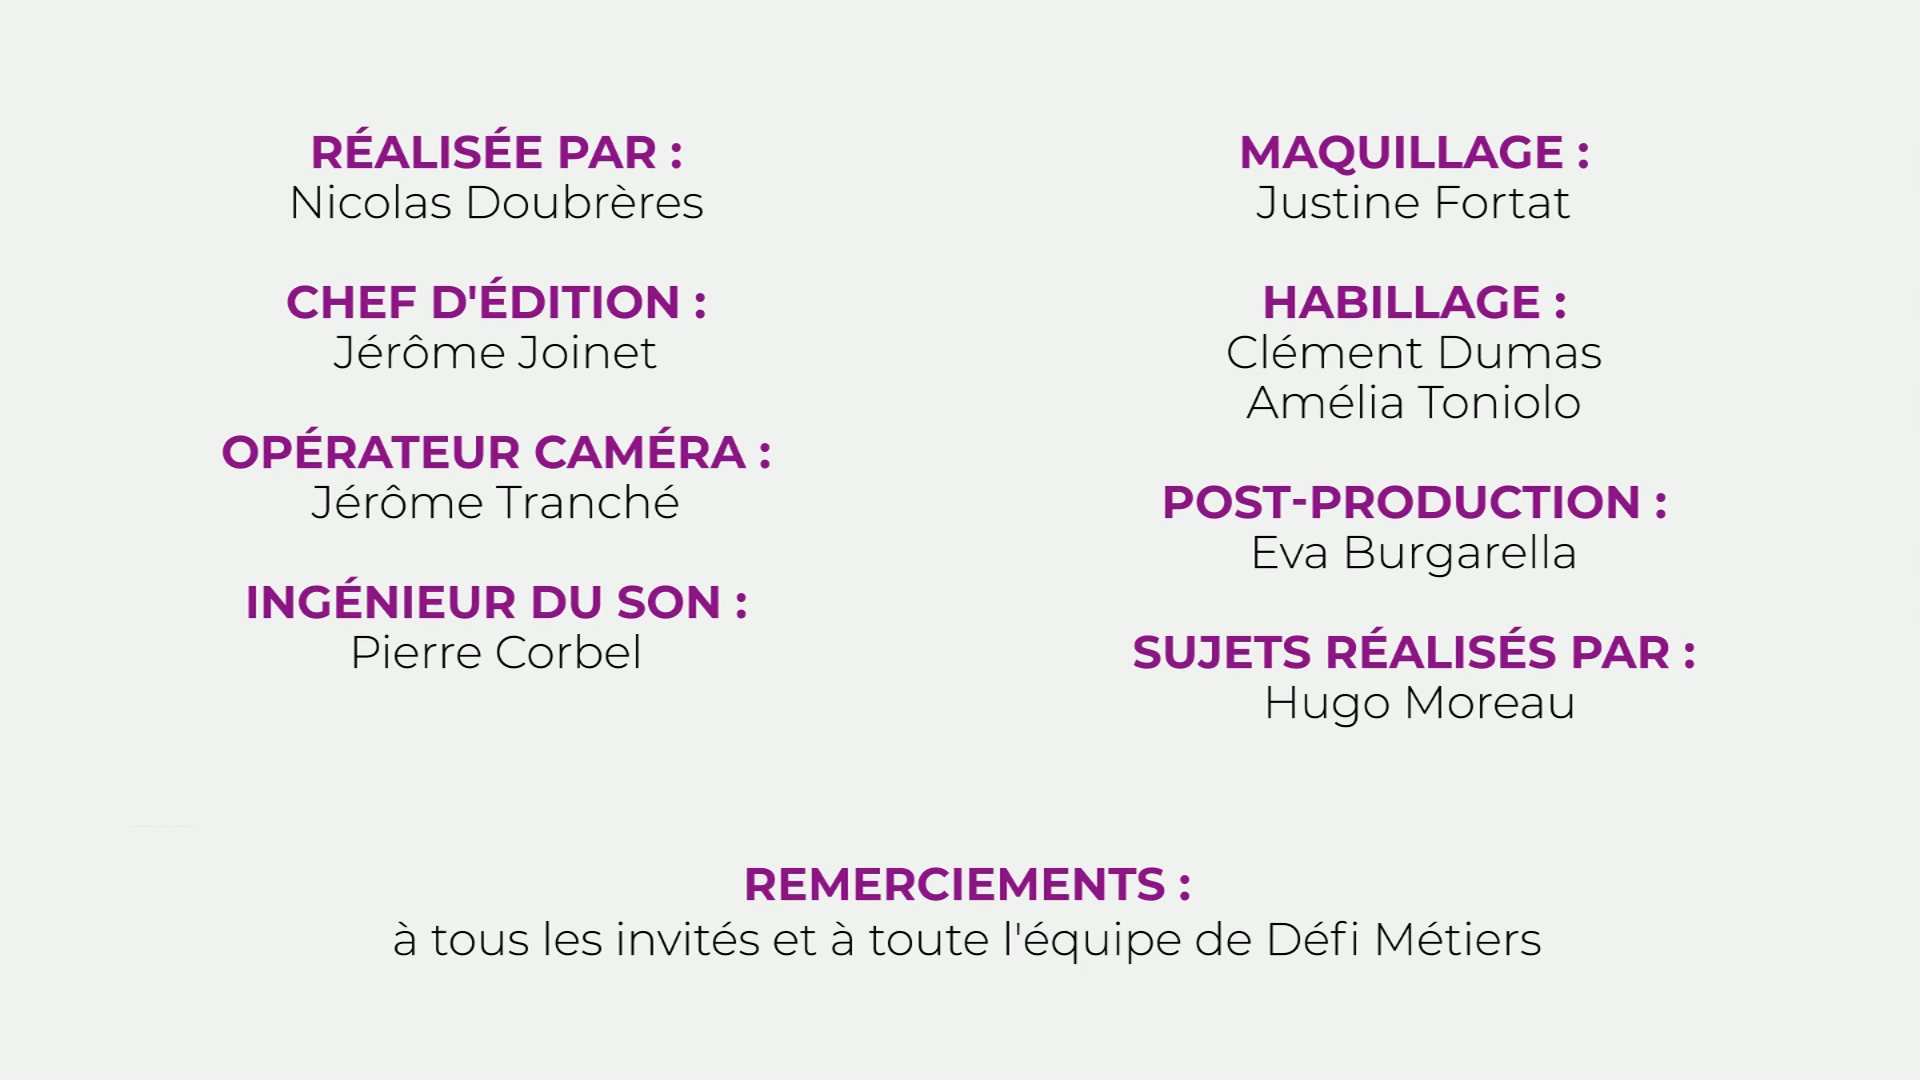 RÉALISÉE PAR :
Nicolas Doubrères
CHEF D'ÉDITION :
Jérôme Joinet
OPÉRATEUR CAMÉRA :
Jérôme Tranché
INGÉNIEUR DU SON :
Pierre Corbel
MAQUILLAGE :
Justine Fortat
HABILLAGE :
Clément Dumas
Amélia Toniolo
POST-PRODUCTION :
Eva Burgarella
SUJETS RÉALISÉS PAR :
Hugo Moreau
REMERCIEMENTS :
à tous les invités et à toute l'équipe de Défi Métiers